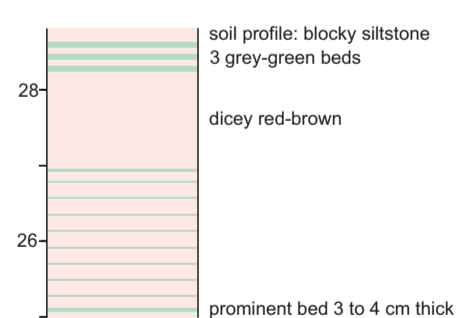 soil profile: blocky siltstone
3 grey-green beds
28
dicey red-brown
26
prominent bed 3 to 4 cm thick